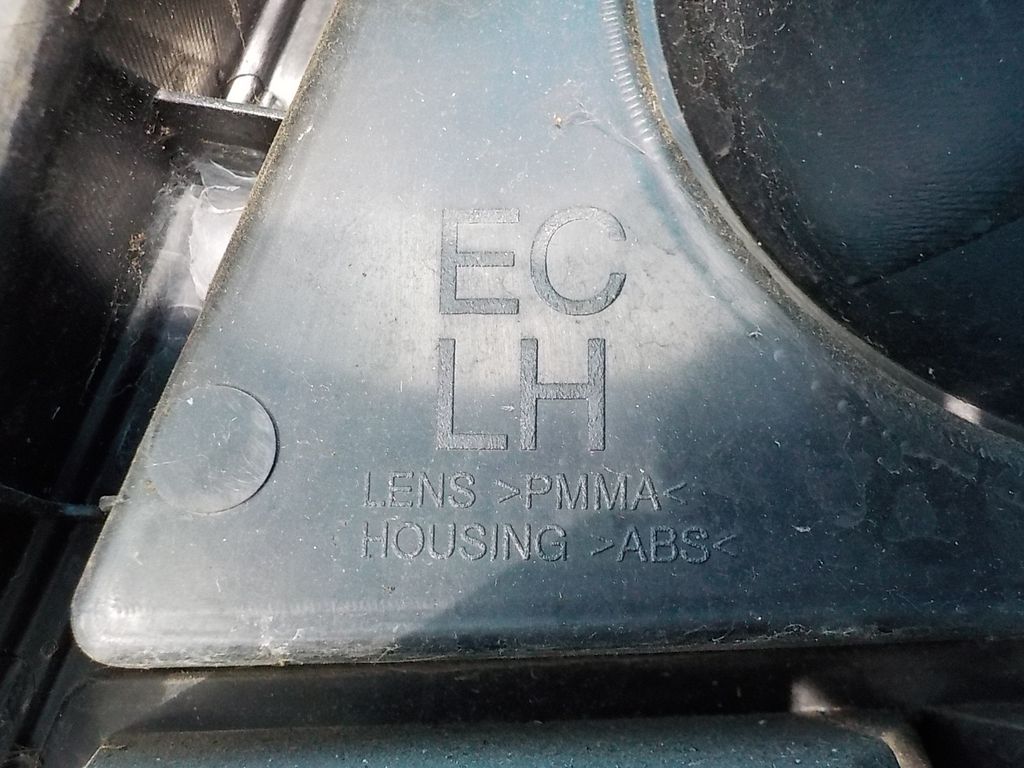 EC
LH
LENS >PMMA<
HOUSING >ABS<